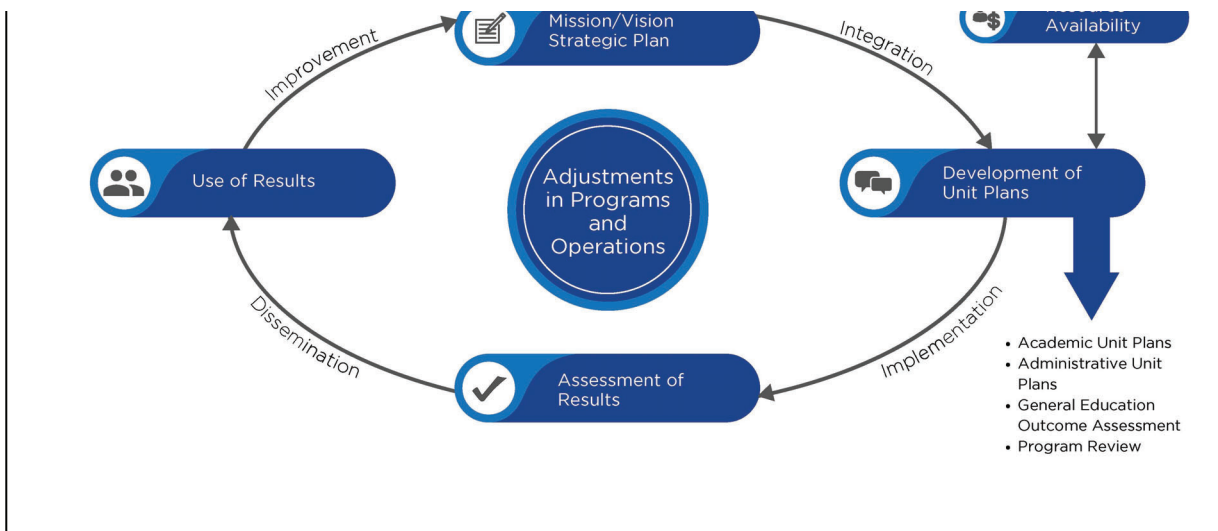 Mission/Vision
Strategic Plan
Availability
Improvement
Integration
Use of Results
Adjustments
in Programs
and
Operations
Development of
Unit Plans
Dissemination
Implementation
Assessment of
Results
• Academic Unit Plans
• Administrative Unit
Plans
• General Education
Outcome Assessment
• Program Review